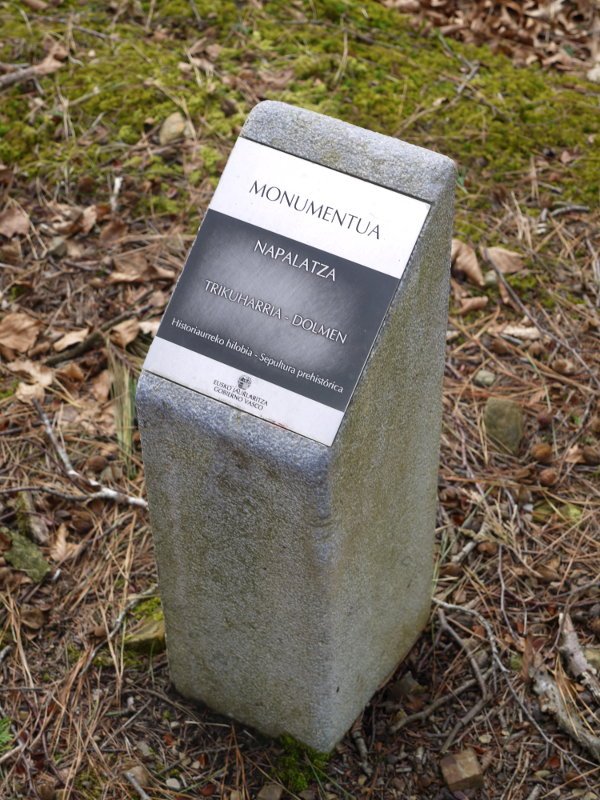 MONUMENTUA
NAPALATZA
TRIKUHARRIA - DOLMEN
Historiaurreko hilobia - Sepultura prehistórica
EUSKO JAURLARITZA
GOBIERNO VASCO